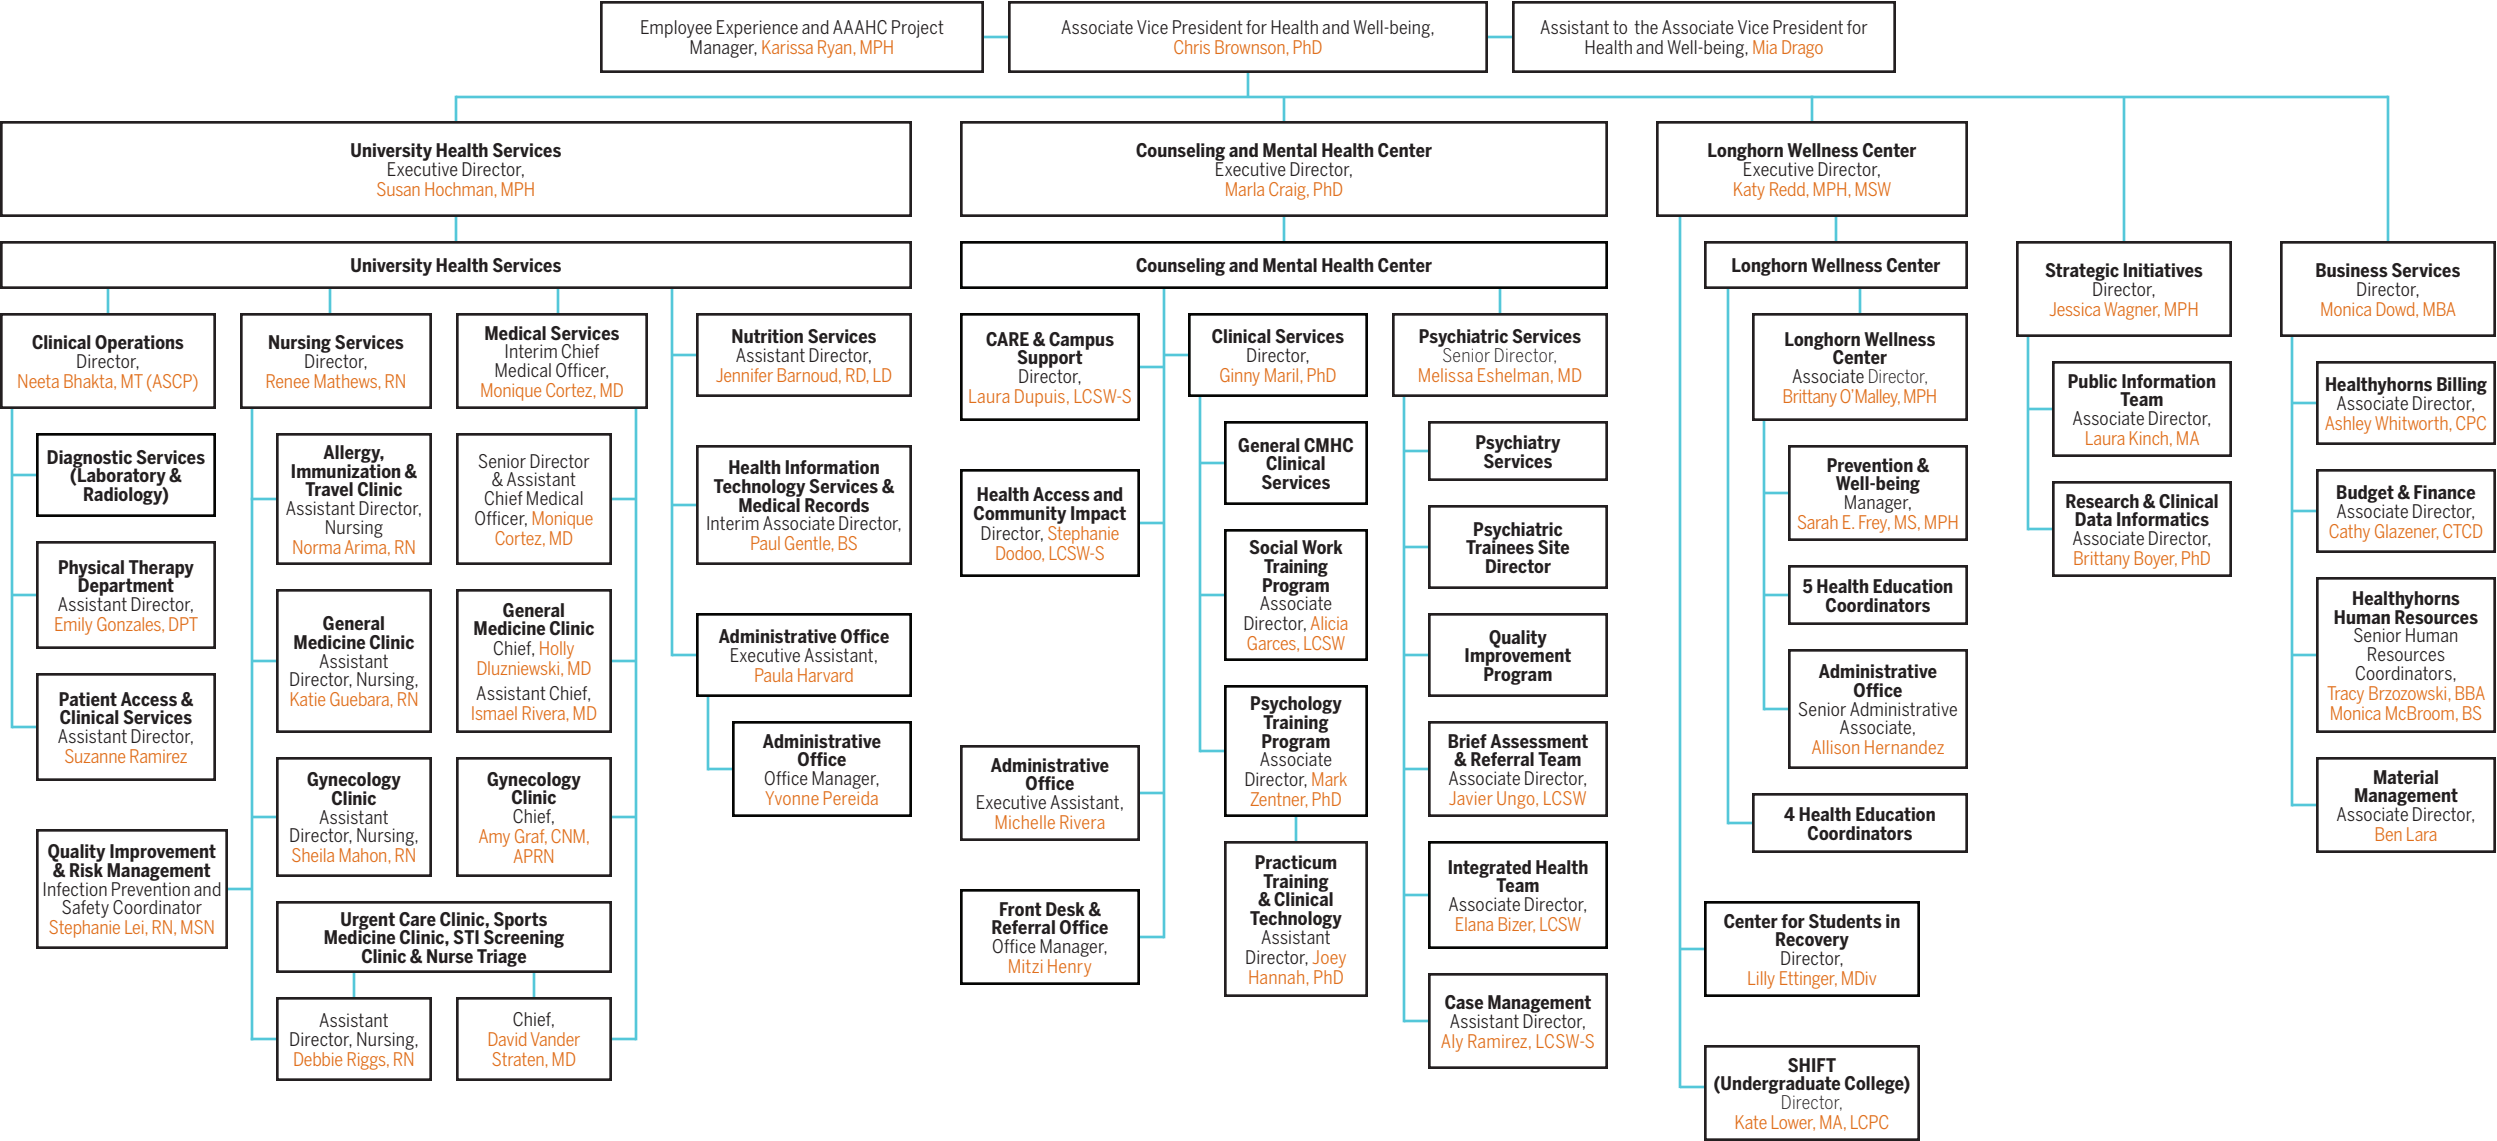 Employee Experience and AAAHC Project
Manager, Karissa Ryan, MPH
Associate Vice President for Health and Well-being,
Chris Brownson, PhD
Assistant to the Associate Vice President for
Health and Well-being, Mia Drago
University Health Services
Executive Director,
Susan Hochman, MPH
Counseling and Mental Health Center
Executive Director,
Marla Craig, PhD
Longhorn Wellness Center
Executive Director,
Katy Redd, MPH, MSW
University Health Services
Counseling and Mental Health Center
Longhorn Wellness Center
Strategic Initiatives
Director,
Jessica Wagner, MPH
Business Services
Director,
Monica Dowd, MBA
Clinical Operations
Director,
Neeta Bhakta, MT (ASCP)
Diagnostic Services
(Laboratory &
Radiology)
Physical Therapy
Department
Assistant Director,
Emily Gonzales, DPT
Patient Access &
Clinical Services
Assistant Director,
Suzanne Ramirez
Quality Improvement
& Risk Management
Infection Prevention and
Safety Coordinator
Stephanie Lei, RN, MSN
Nursing Services
Director,
Renee Mathews, RN
Allergy,
Immunization &
Travel Clinic
Assistant Director,
Nursing
Norma Arima, RN
General
Medicine Clinic
Assistant
Director, Nursing,
Katie Guebara, RN
Gynecology
Clinic
Assistant
Director, Nursing,
Sheila Mahon, RN
Medical Services
Interim Chief
Medical Officer,
Monique Cortez, MD
Senior Director
& Assistant
Chief Medical
Officer, Monique
Cortez, MD
General
Medicine Clinic
Chief, Holly
Dluzniewski, MD
Assistant Chief,
Ismael Rivera, MD
Gynecology
Clinic
Chief,
Amy Graf, CNM,
APRN
Urgent Care Clinic, Sports
Medicine Clinic, STI Screening
Clinic & Nurse Triage
Assistant
Director, Nursing,
Debbie Riggs, RN
Chief,
David Vander
Straten, MD
Nutrition Services
Assistant Director,
Jennifer Barnoud, RD, LD
Health Information
Technology Services &
Medical Records
Interim Associate Director,
Paul Gentle, BS
Administrative Office
Executive Assistant,
Paula Harvard
Administrative
Office
Office Manager,
Yvonne Pereida
CARE & Campus
Support
Director,
Laura Dupuis, LCSW-S
Health Access and
Community Impact
Director, Stephanie
Dodoo, LCSW-S
Administrative
Office
Executive Assistant,
Michelle Rivera
Front Desk &
Referral Office
Office Manager,
Mitzi Henry
Clinical Services
Director,
Ginny Maril, PhD
General CMHC
Clinical
Services
Social Work
Training
Program
Associate
Director, Alicia
Garces, LCSW
Psychology
Training
Program
Associate
Director, Mark
Zentner, PhD
Practicum
Training
& Clinical
Technology
Assistant
Director, Joey
Hannah, PhD
Psychiatric Services
Senior Director,
Melissa Eshelman, MD
Psychiatry
Services
Psychiatric
Trainees Site
Director
Quality
Improvement
Program
Brief Assessment
& Referral Team
Associate Director,
Javier Ungo, LCSW
Integrated Health
Team
Associate Director,
Elana Bizer, LCSW
Case Management
Assistant Director,
Aly Ramirez, LCSW-S
Longhorn Wellness
Center
Associate Director,
Brittany O'Malley, MPH
Prevention &
Well-being
Manager,
Sarah E. Frey, MS, MPH
5 Health Education
Coordinators
Administrative
Office
Senior Administrative
Associate,
Allison Hernandez
4 Health Education
Coordinators
Center for Students in
Recovery
Director,
Lilly Ettinger, MDiv
SHIFT
(Undergraduate College)
Director,
Kate Lower, MA, LCPC
Public Information
Team
Associate Director,
Laura Kinch, MA
Research & Clinical
Data Informatics
Associate Director,
Brittany Boyer, PhD
Healthyhorns Billing
Associate Director,
Ashley Whitworth, CPC
Budget & Finance
Associate Director,
Cathy Glazener, CTCD
Healthyhorns
Human Resources
Senior Human
Resources
Coordinators,
Tracy Brzozowski, BBA
Monica McBroom, BS
Material
Management
Associate Director,
Ben Lara